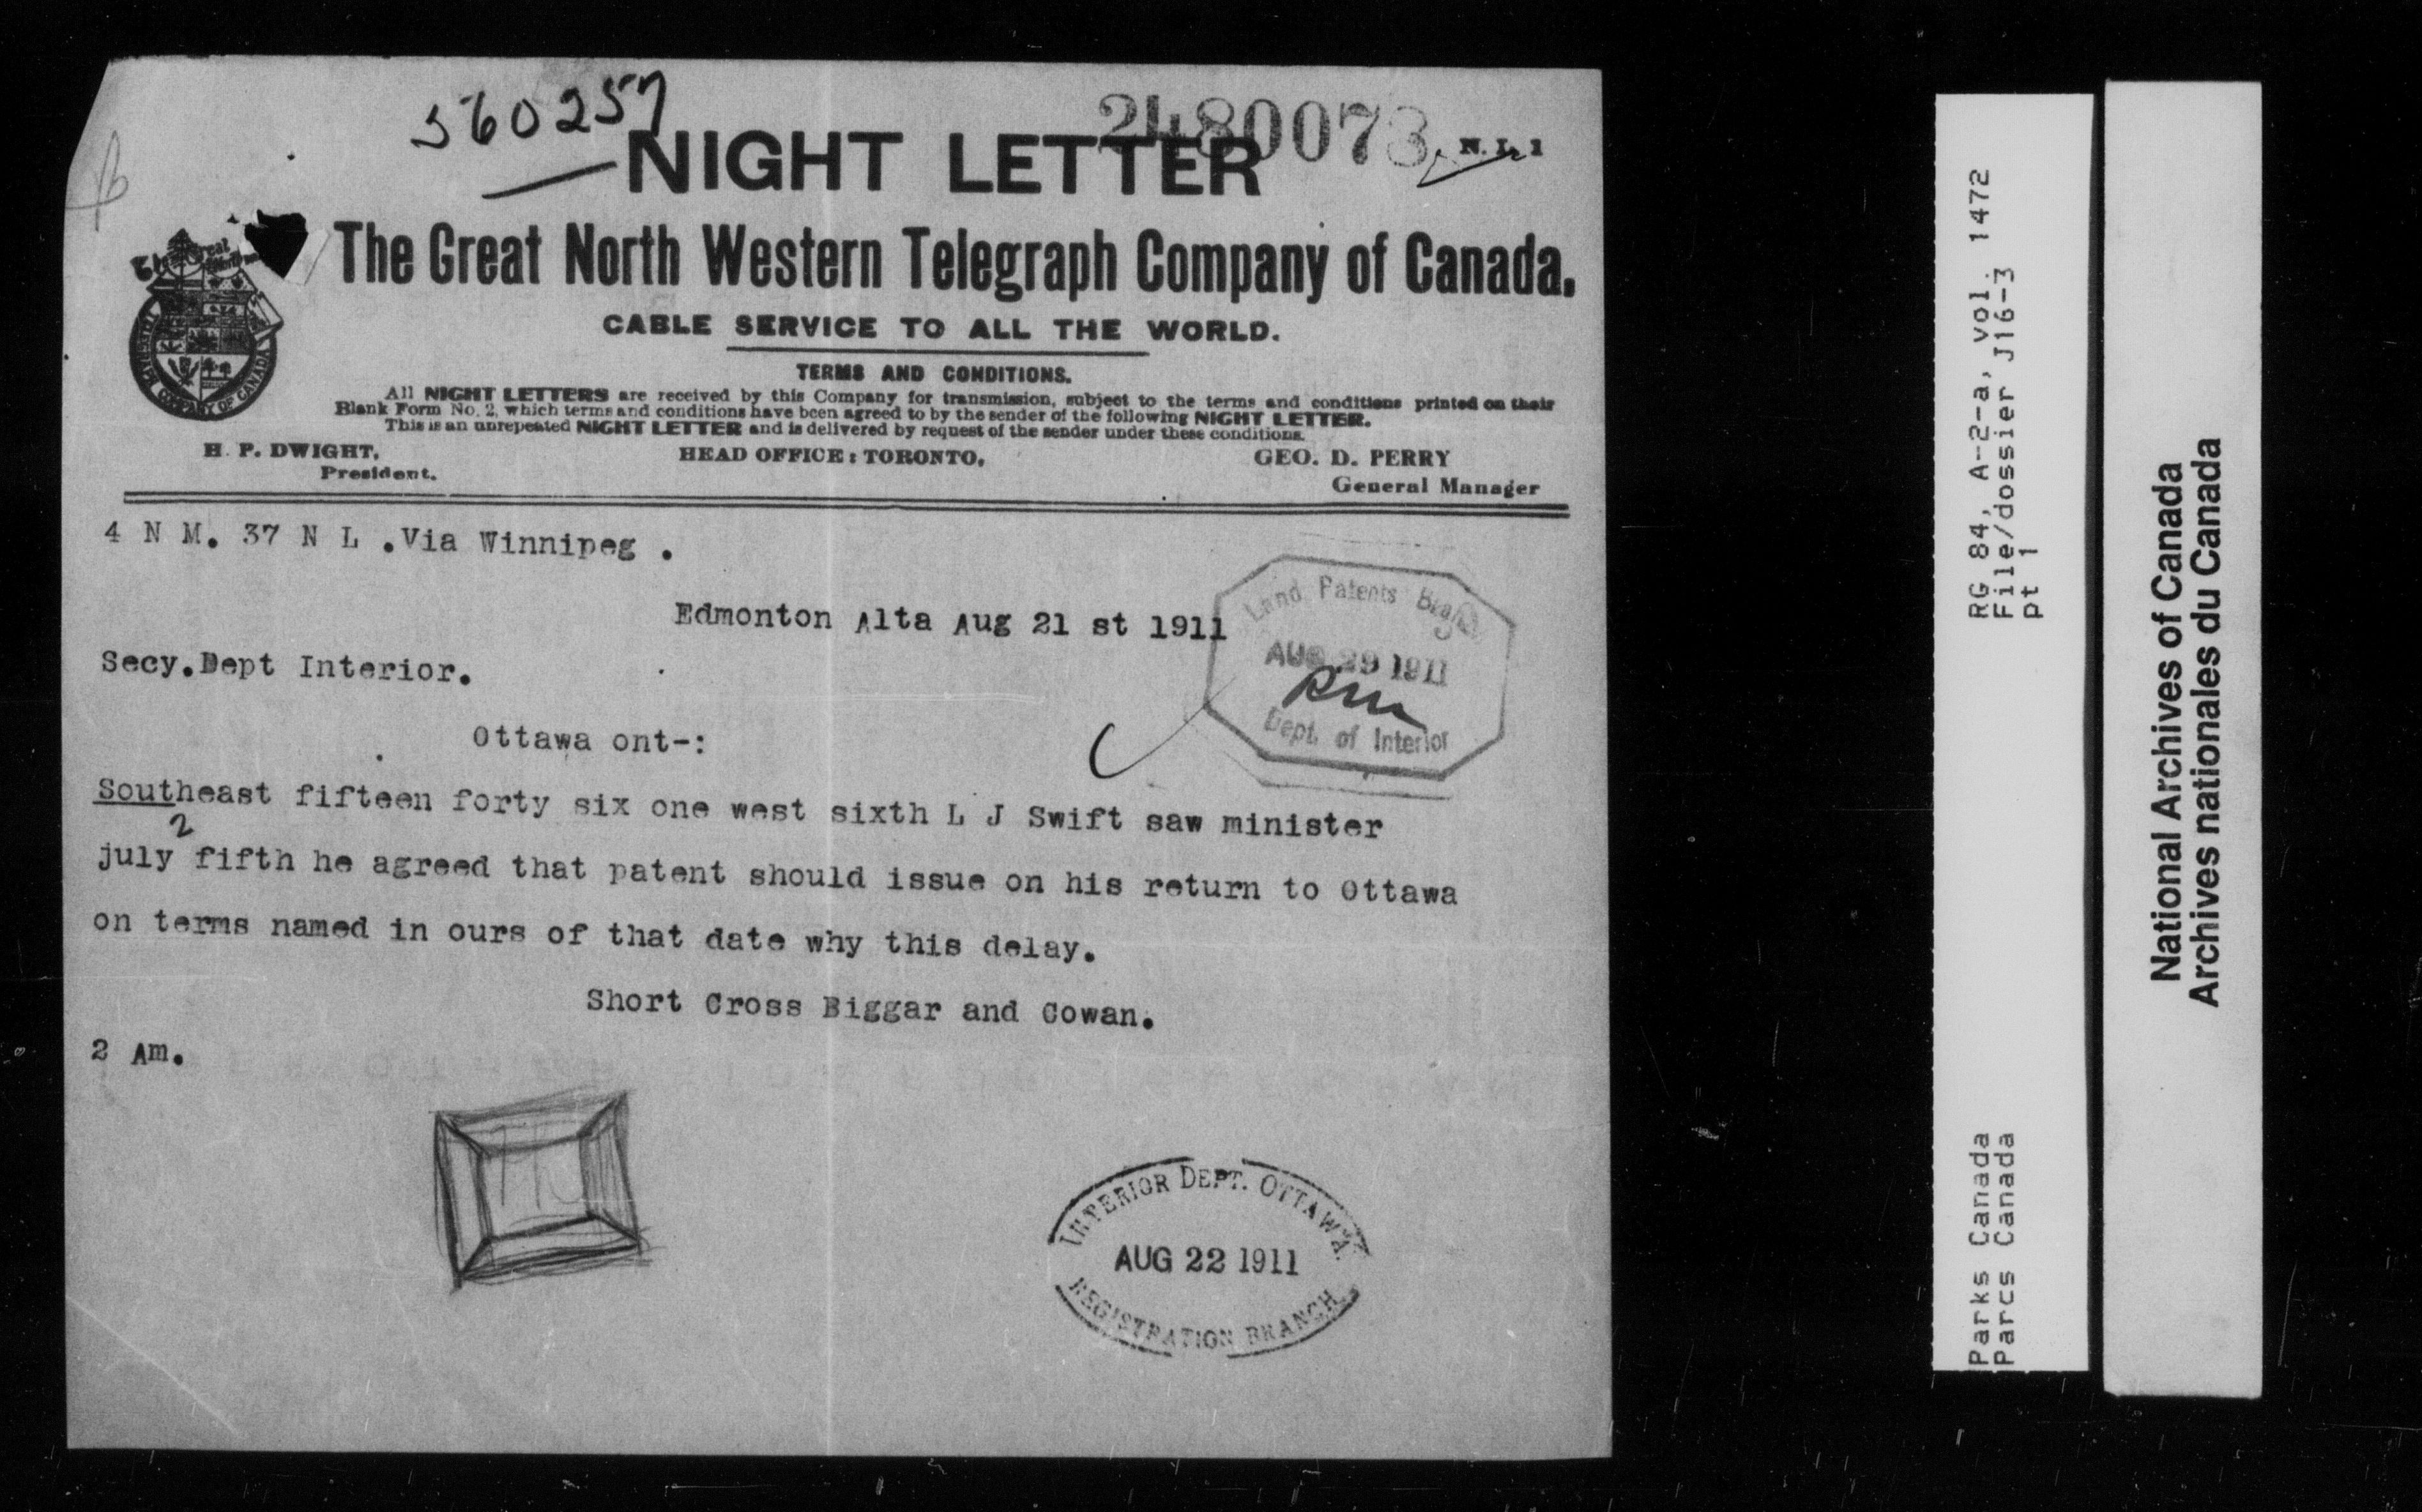 560257
2480073
N. L. 1
NIGHT LETTER
The Great North Western Telegraph Company of Canada.
CABLE SERVICE TO ALL THE WORLD.
TERMS AND CONDITIONS.
All NIGHT LETTERS are received by this Company for transmission, subject to the terms and conditions printed on their
Blank Form No. 2, which terms and conditions have been agreed to by the sender of the following NIGHT LETTER.
This is an unrepeated NIGHT LETTER and is delivered by request of the sender under these conditions.
H. P. DWIGHT,
President.
HEAD OFFICE: TORONTO,
GEO. D. PERRY
General Manager
4 N M. 37 N L .Via Winnipeg .
Edmonton Alta Aug 21 st 1911
Land Patents Branch
AUG 29 1911
Dept. of Interior
Secy.Dept Interior.
Ottawa ont-:
Southeast fifteen forty six one west sixth L J Swift saw minister
2
july fifth he agreed that patent should issue on his return to Ottawa
on terms named in ours of that date why this delay.
Short Cross Biggar and Cowan.
2 Am.
INTERIOR DEPT. OTTAWA.
AUG 22 1911
REGISTRATION BRANCH
RG 84, A-2-a, vol. 1472
File/dossier J16-3
pt 1
Parks Canada
Parcs Canada
National Archives of Canada
Archives nationales du Canada